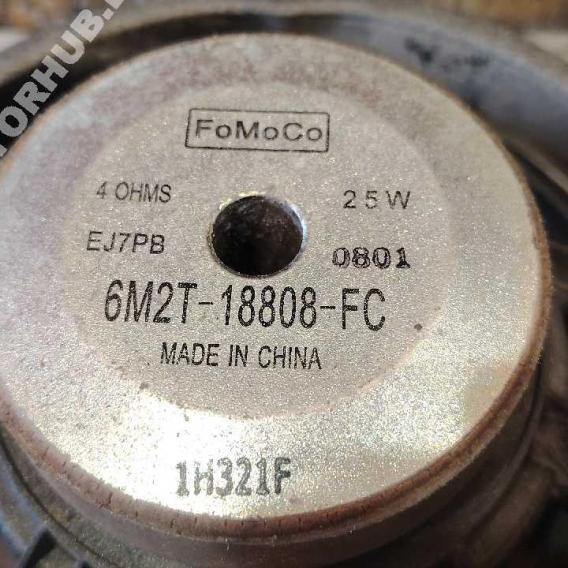 FoMoCo
4 OHMS 25W
EJ7PB 0801
6M2T-18808-FC
MADE IN CHINA
1H321F